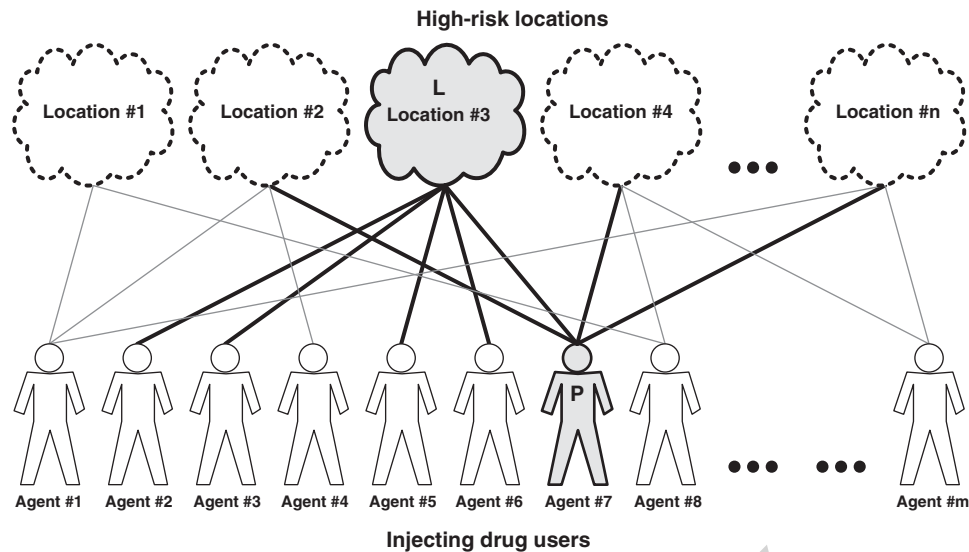 High-risk locations
Location #1
Location #2
L
Location #3
Location #4
Location #n
P
Agent #1
Agent #2
Agent #3
Agent #4
Agent #5
Agent #6
Agent #7
Agent #8
Agent #m
Injecting drug users